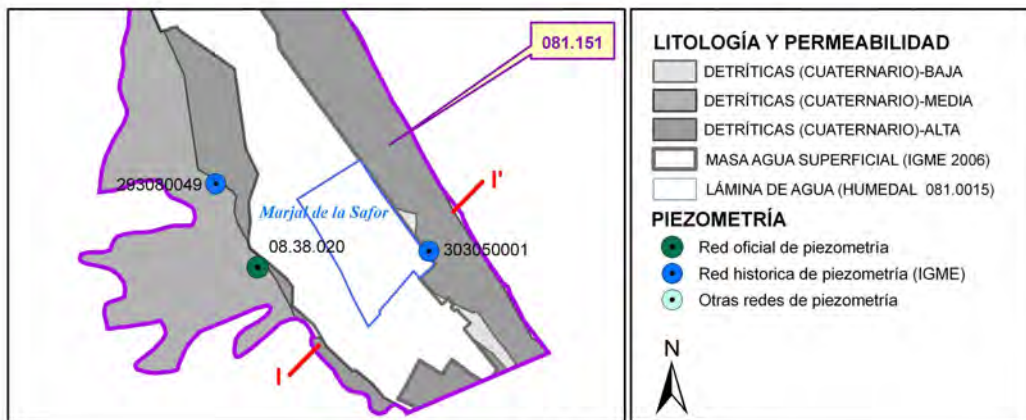 081.151
I'
293080049
Marjal de la Safor
08.38.020
303050001
I
LITOLOGÍA Y PERMEABILIDAD
DETRÍTICAS (CUATERNARIO)-BAJA
DETRÍTICAS (CUATERNARIO)-MEDIA
DETRÍTICAS (CUATERNARIO)-ALTA
MASA AGUA SUPERFICIAL (IGME 2006)
LÁMINA DE AGUA (HUMEDAL 081.0015)
PIEZOMETRÍA
Red oficial de piezometría
Red historica de piezometría (IGME)
Otras redes de piezometría
N